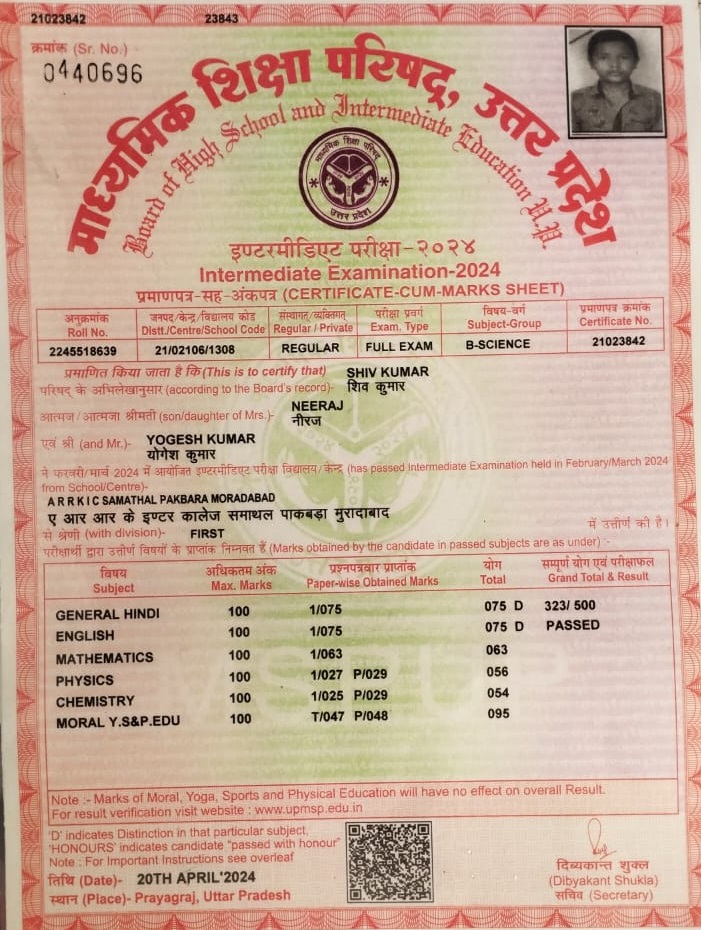 21023842 23843
क्रमांक (Sr. No.)
0440696
माध्यमिक शिक्षा परिषद्, उत्तर प्रदेश
Board of High School and Intermediate Education U.P.
माध्यमिक शिक्षा परिषद्
उत्तर प्रदेश
इण्टरमीडिएट परीक्षा-२०२४
Intermediate Examination-2024
प्रमाणपत्र-सह-अंकपत्र (CERTIFICATE-CUM-MARKS SHEET)
अनुक्रमांक जनपद/केन्द्र/विद्यालय कोड संस्थागत/व्यक्तिगत परीक्षा प्रवर्ग विषय-वर्ग प्रमाणपत्र क्रमांक
Roll No. Distt./Centre/School Code Regular / Private Exam. Type Subject-Group Certificate No.
2245518639 21/02106/1308 REGULAR FULL EXAM B-SCIENCE 21023842
प्रमाणित किया जाता है कि (This is to certify that) SHIV KUMAR
परिषद् के अभिलेखानुसार (according to the Board's record)- शिव कुमार
NEERAJ
आत्मज/आत्मजा श्रीमती (son/daughter of Mrs.)- नीरज
एवं श्री (and Mr.)- YOGESH KUMAR
योगेश कुमार
ने फरवरी/मार्च 2024 में आयोजित इण्टरमीडिएट परीक्षा विद्यालय/केन्द्र (has passed Intermediate Examination held in February/March 2024
from School/Centre)-
A R R K I C SAMATHAL PAKBARA MORADABAD
ए आर आर के इण्टर कालेज समाथल पाकबड़ा मुरादाबाद
से श्रेणी (with division)- FIRST में उत्तीर्ण की है।
परीक्षार्थी द्वारा उत्तीर्ण विषयों के प्राप्तांक निम्नवत हैं (Marks obtained by the candidate in passed subjects are as under) :-
विषय अधिकतम अंक प्रश्नपत्रवार प्राप्तांक योग सम्पूर्ण योग एवं परीक्षाफल
Subject Max. Marks Paper-wise Obtained Marks Total Grand Total & Result
GENERAL HINDI 100 1/075 075 D 323/ 500
ENGLISH 100 1/075 075 D PASSED
MATHEMATICS 100 1/063 063
PHYSICS 100 1/027 P/029 056
CHEMISTRY 100 1/025 P/029 054
MORAL Y.S&P.EDU 100 T/047 P/048 095
Note :- Marks of Moral, Yoga, Sports and Physical Education will have no effect on overall Result.
For result verification visit website : www.upmsp.edu.in
'D' indicates Distinction in that particular subject,
'HONOURS' indicates candidate "passed with honour"
Note : For Important Instructions see overleaf
तिथि (Date)- 20TH APRIL'2024
स्थान (Place)- Prayagraj, Uttar Pradesh
दिव्यकान्त शुक्ल
(Dibyakant Shukla)
सचिव (Secretary)